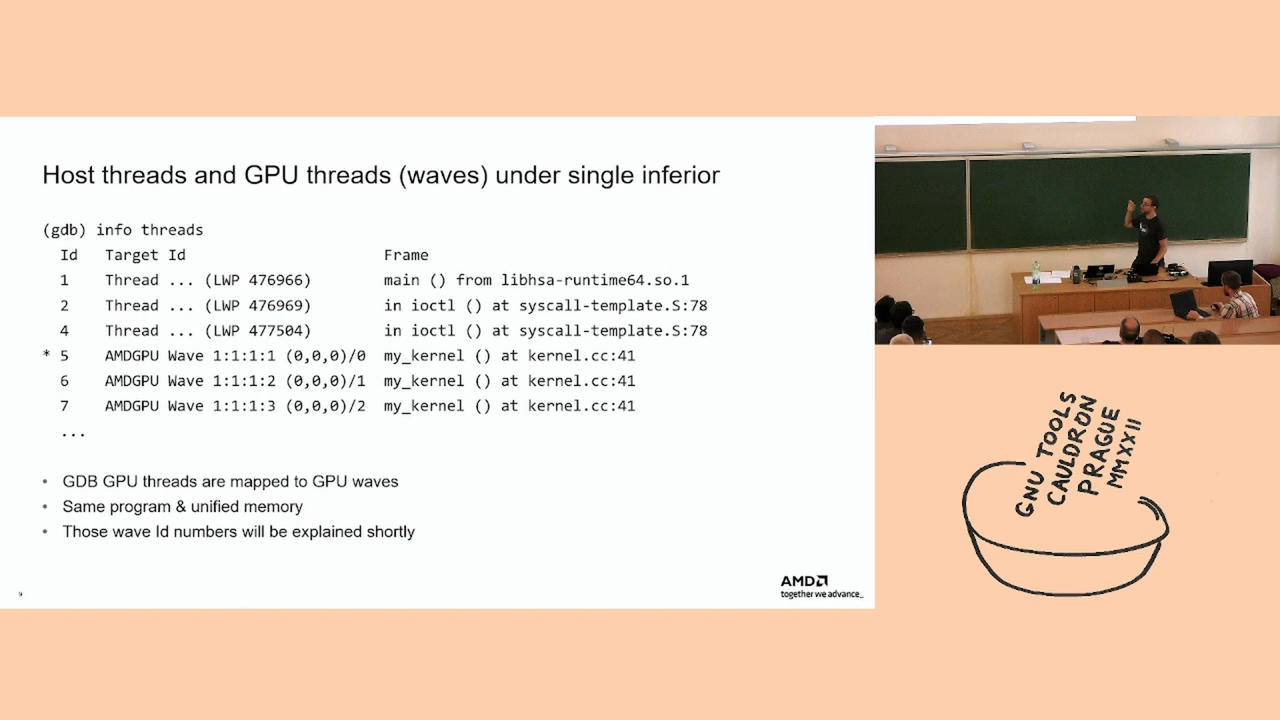 Host threads and GPU threads (waves) under single inferior
(gdb) info threads
Id Target Id Frame
1 Thread ... (LWP 476966) main () from libhsa-runtime64.so.1
2 Thread ... (LWP 476969) in ioctl () at syscall-template.S:78
4 Thread ... (LWP 477504) in ioctl () at syscall-template.S:78
* 5 AMDGPU Wave 1:1:1:1 (0,0,0)/0 my_kernel () at kernel.cc:41
6 AMDGPU Wave 1:1:1:2 (0,0,0)/1 my_kernel () at kernel.cc:41
7 AMDGPU Wave 1:1:1:3 (0,0,0)/2 my_kernel () at kernel.cc:41
...
• GDB GPU threads are mapped to GPU waves
• Same program & unified memory
• Those wave Id numbers will be explained shortly
9
AMD
together we advance_
GNU TOOLS
CAULDRON
PRAGUE
MMXXII